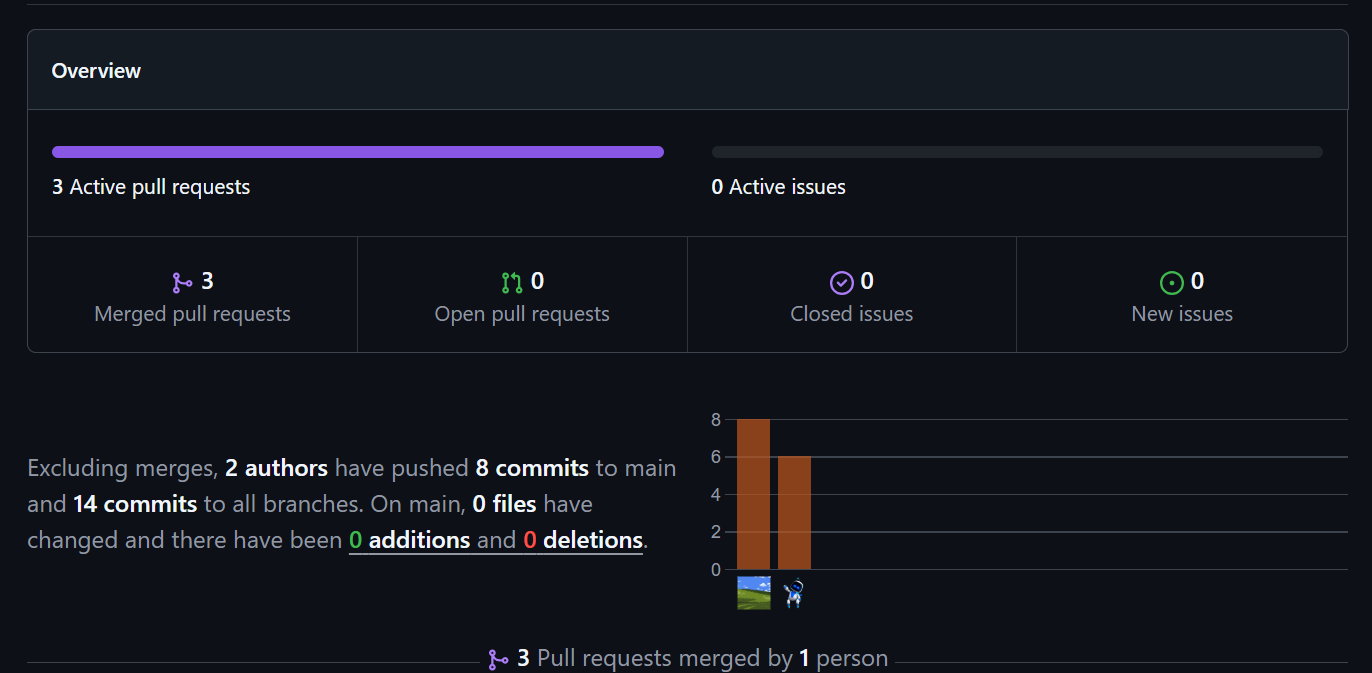 Overview
3 Active pull requests
0 Active issues
3
Merged pull requests
0
Open pull requests
0
Closed issues
0
New issues
Excluding merges, 2 authors have pushed 8 commits to main
and 14 commits to all branches. On main, 0 files have
changed and there have been 0 additions and 0 deletions.
8
6
4
2
0
3 Pull requests merged by 1 person